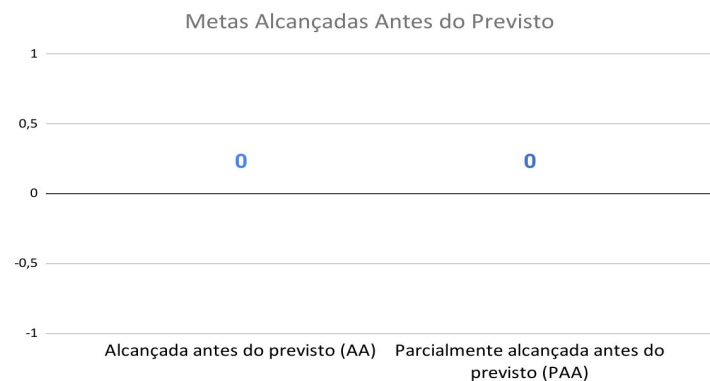 Metas Alcançadas Antes do Previsto
1
0,5
0
0
0
-0,5
-1
Alcançada antes do previsto (AA)
Parcialmente alcançada antes do
previsto (PAA)